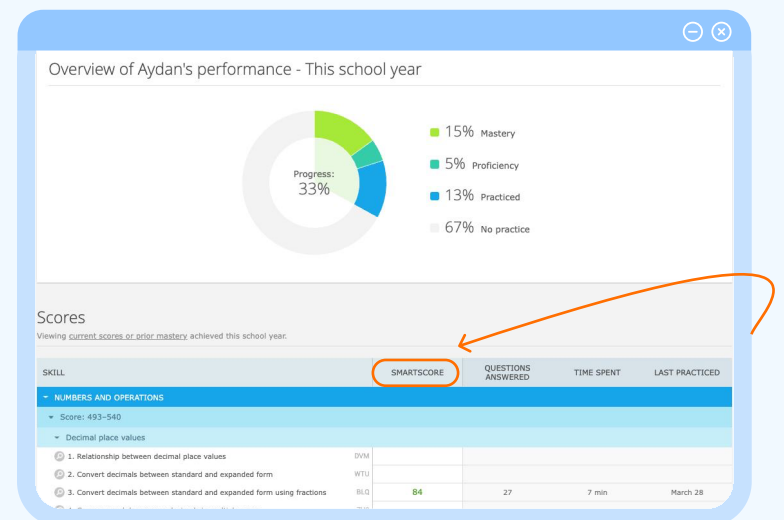 Overview of Aydan's performance - This school year
15% Mastery
5% Proficiency
Progress:
33%
13% Practiced
67% No practice
Scores
Viewing current scores or prior mastery achieved this school year.
SKILL SMARTSCORE QUESTIONS ANSWERED TIME SPENT LAST PRACTICED
NUMBERS AND OPERATIONS
Score: 493–540
Decimal place values
1. Relationship between decimal place values DVM
2. Convert decimals between standard and expanded form WTU
3. Convert decimals between standard and expanded form using fractions BLQ 84 27 7 min March 28